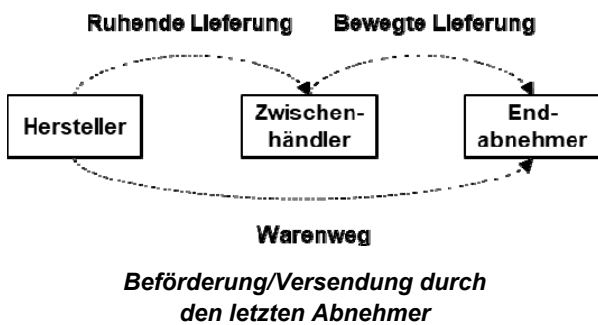 Ruhende Lieferung
Bewegte Lieferung
Hersteller
Zwischen-
händler
End-
abnehmer
Warenweg
Beförderung/Versendung durch
den letzten Abnehmer